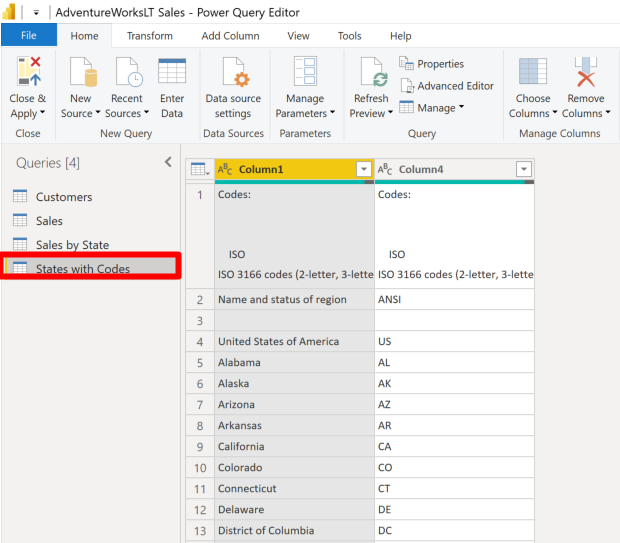 AdventureWorksLT Sales - Power Query Editor
File Home Transform Add Column View Tools Help
Close & Apply
New Source
Recent Sources
Enter Data
Data source settings
Manage Parameters
Refresh Preview
Properties
Advanced Editor
Manage
Choose Columns
Remove Columns
Close New Query Data Sources Parameters Query Manage Columns
Queries [4]
Customers
Sales
Sales by State
States with Codes
ABC Column1 ABC Column4
1 Codes: Codes:
ISO ISO
ISO 3166 codes (2-letter, 3-lette ISO 3166 codes (2-letter, 3-lette
2 Name and status of region ANSI
3
4 United States of America US
5 Alabama AL
6 Alaska AK
7 Arizona AZ
8 Arkansas AR
9 California CA
10 Colorado CO
11 Connecticut CT
12 Delaware DE
13 District of Columbia DC